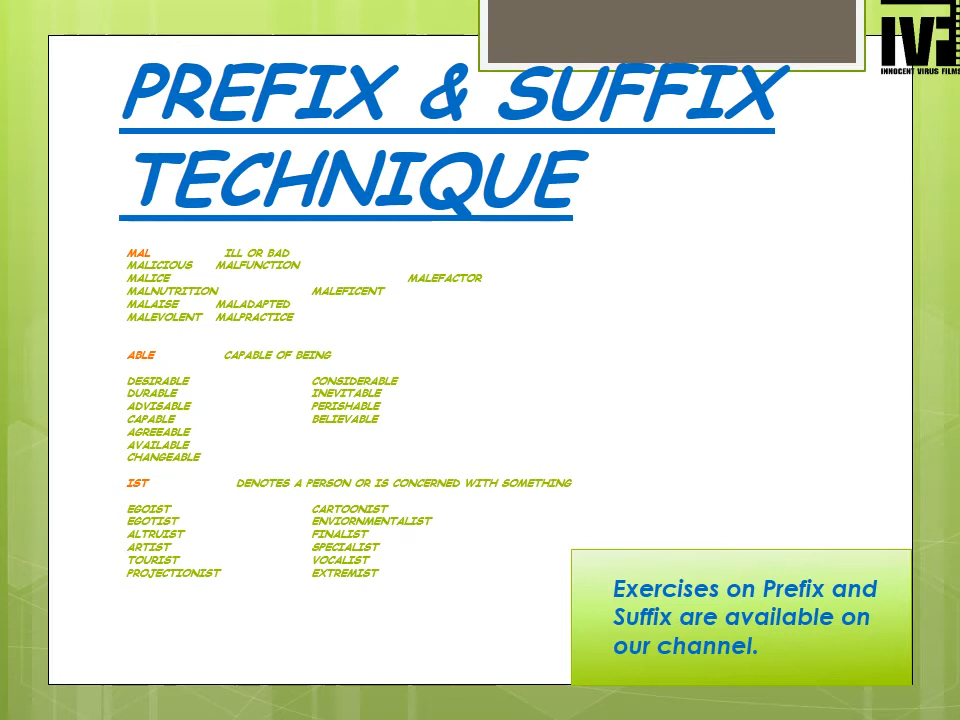 IVF
INNOCENT VIRUS FILMS
PREFIX & SUFFIX
TECHNIQUE
MAL ILL OR BAD
MALICIOUS MALFUNCTION
MALICE MALEFACTOR
MALNUTRITION MALEFICENT
MALAISE MALADAPTED
MALEVOLENT MALPRACTICE
ABLE CAPABLE OF BEING
DESIRABLE CONSIDERABLE
DURABLE INEVITABLE
ADVISABLE PERISHABLE
CAPABLE BELIEVABLE
AGREEABLE
AVAILABLE
CHANGEABLE
IST DENOTES A PERSON OR IS CONCERNED WITH SOMETHING
EGOIST CARTOONIST
EGOTIST ENVIORNMENTALIST
ALTRUIST FINALIST
ARTIST SPECIALIST
TOURIST VOCALIST
PROJECTIONIST EXTREMIST
Exercises on Prefix and
Suffix are available on
our channel.